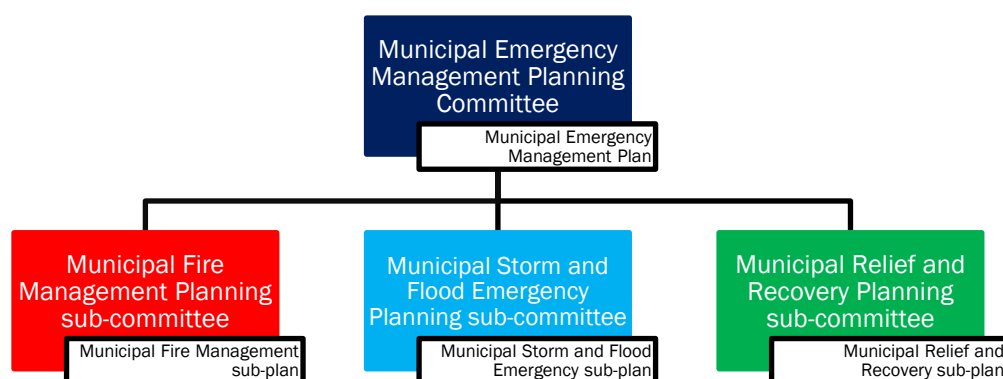 Municipal Emergency
Management Planning
Committee
Municipal Emergency
Management Plan
Municipal Fire
Management Planning
sub-committee
Municipal Fire Management
sub-plan
Municipal Storm and
Flood Emergency
Planning sub-committee
Municipal Storm and Flood
Emergency sub-plan
Municipal Relief and
Recovery Planning
sub-committee
Municipal Relief and
Recovery sub-plan